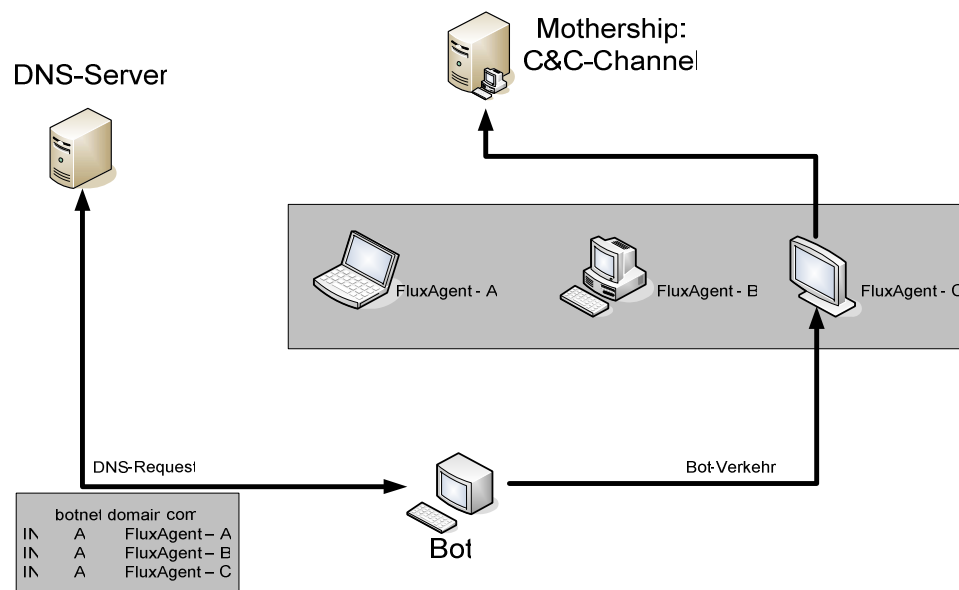 Mothership:
C&C-Channel
DNS-Server
FluxAgent - A
FluxAgent - B
FluxAgent - C
DNS-Request
Bot-Verkehr
botnet domain com
IN A FluxAgent – A
IN A FluxAgent – B
IN A FluxAgent – C
Bot